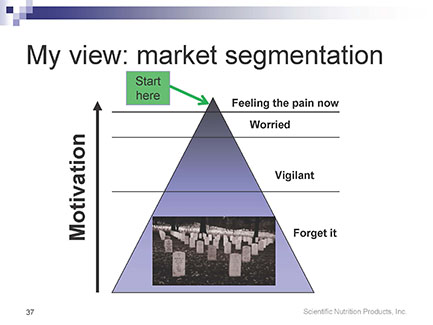 My view: market segmentation
Start
here
Feeling the pain now
Worried
Motivation
Vigilant
Forget it
37
Scientific Nutrition Products, Inc.